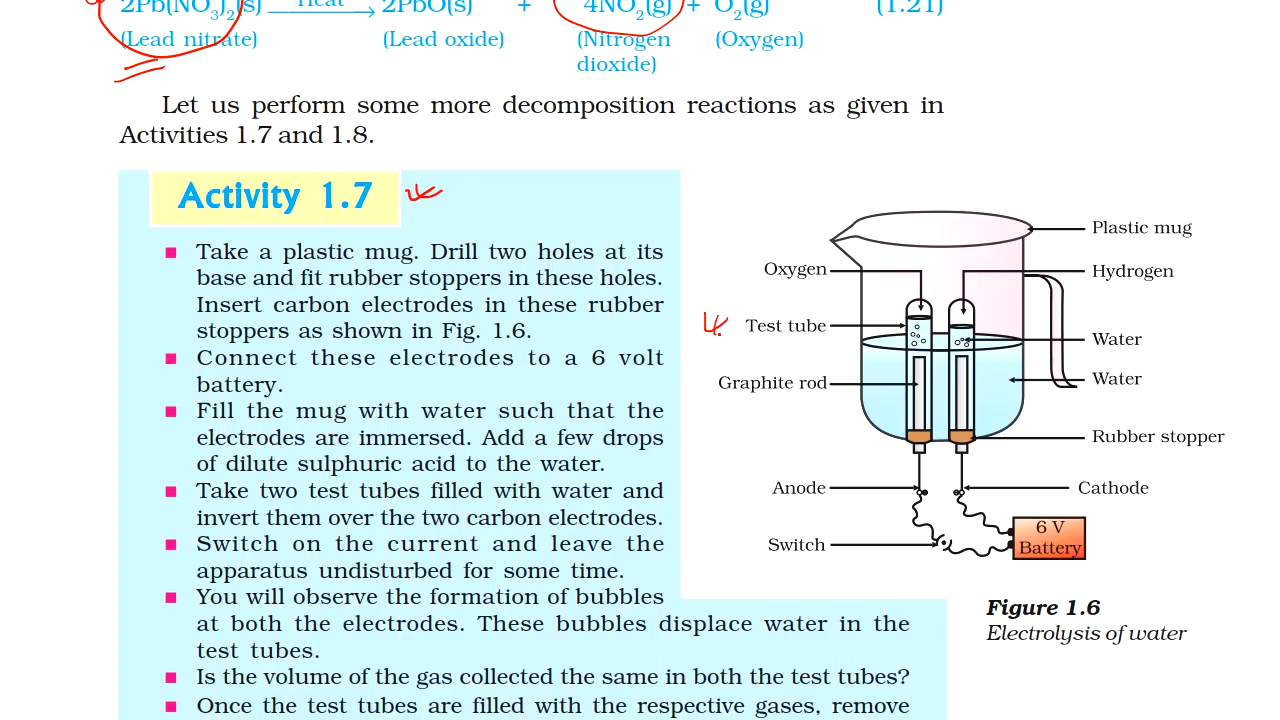 2Pb(NO3)2(s) Heat 2PbO(s) + 4NO2(g) + O2(g) (1.21)
(Lead nitrate) (Lead oxide) (Nitrogen (Oxygen)
dioxide)
Let us perform some more decomposition reactions as given in
Activities 1.7 and 1.8.
Activity 1.7
Take a plastic mug. Drill two holes at its
base and fit rubber stoppers in these holes.
Insert carbon electrodes in these rubber
stoppers as shown in Fig. 1.6.
Connect these electrodes to a 6 volt
battery.
Fill the mug with water such that the
electrodes are immersed. Add a few drops
of dilute sulphuric acid to the water.
Take two test tubes filled with water and
invert them over the two carbon electrodes.
Switch on the current and leave the
apparatus undisturbed for some time.
You will observe the formation of bubbles
at both the electrodes. These bubbles displace water in the
test tubes.
Is the volume of the gas collected the same in both the test tubes?
Once the test tubes are filled with the respective gases, remove
Plastic mug
Oxygen
Hydrogen
Test tube
Water
Graphite rod
Water
Rubber stopper
Anode
Cathode
Switch
6 V
Battery
Figure 1.6
Electrolysis of water